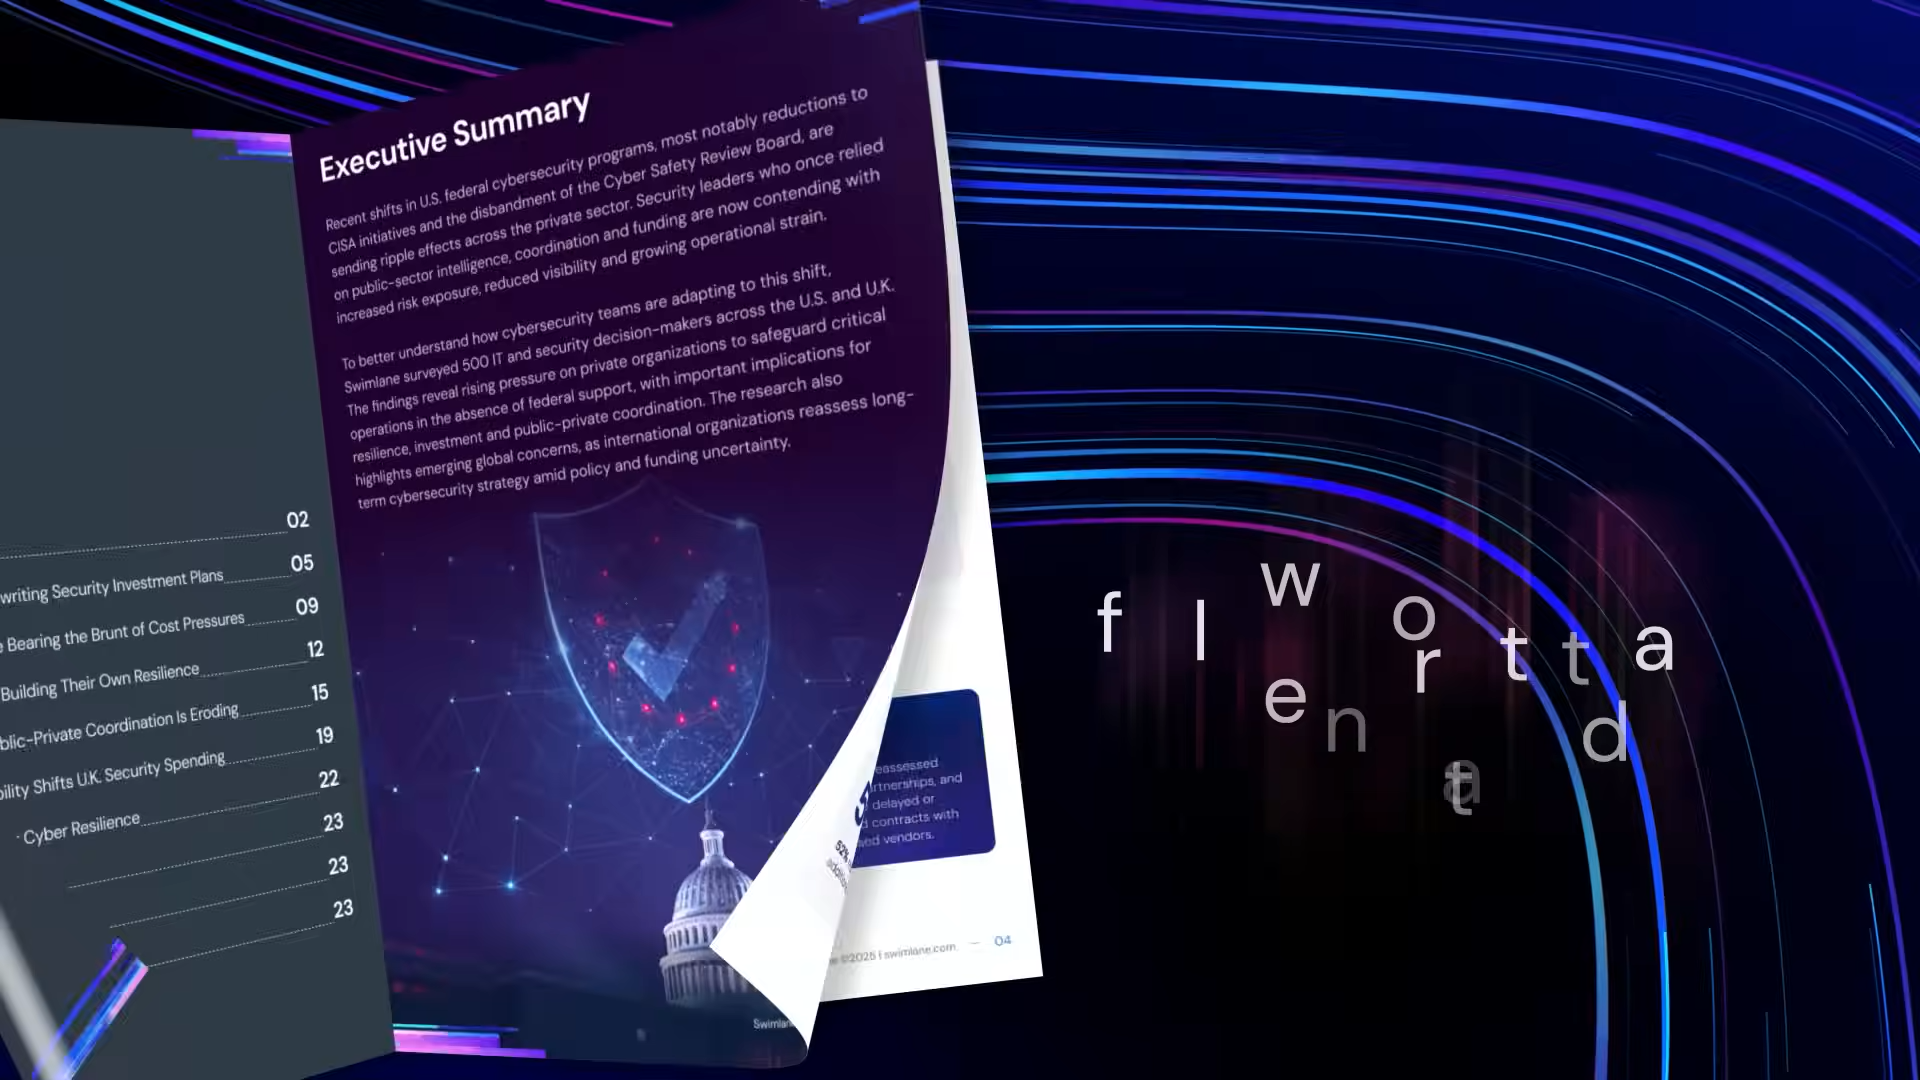 02
writing Security Investment Plans 05
Bearing the Brunt of Cost Pressures 09
Building Their Own Resilience 12
blic-Private Coordination Is Eroding 15
bility Shifts U.K. Security Spending 19
Cyber Resilience 22
23
23
23
Executive Summary
Recent shifts in U.S. federal cybersecurity programs, most notably reductions to
CISA initiatives and the disbandment of the Cyber Safety Review Board, are
sending ripple effects across the private sector. Security leaders who once relied
on public-sector intelligence, coordination and funding are now contending with
increased risk exposure, reduced visibility and growing operational strain.
To better understand how cybersecurity teams are adapting to this shift,
Swimlane surveyed 500 IT and security decision-makers across the U.S. and U.K.
The findings reveal rising pressure on private organizations to safeguard critical
operations in the absence of federal support, with important implications for
resilience, investment and public-private coordination. The research also
highlights emerging global concerns, as international organizations reassess long-
term cybersecurity strategy amid policy and funding uncertainty.
Swimlan
eassessed
rtnerships, and
delayed or
d contracts with
sed vendors.
52%
©2025 | swimlane.com — 04
f l w o r t t a
e n d
a t